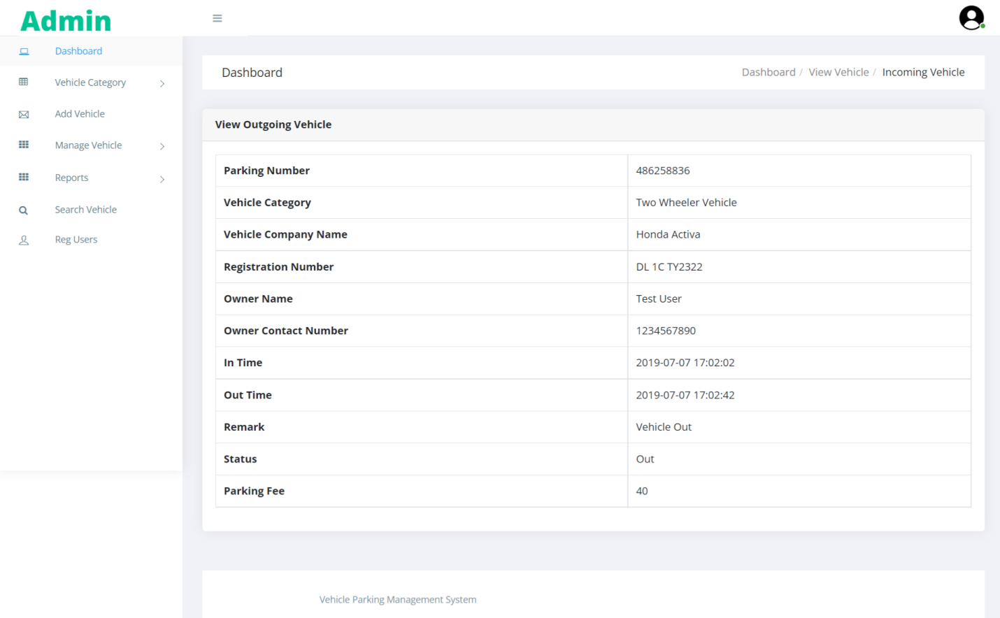 Admin
Dashboard
Vehicle Category
Add Vehicle
Manage Vehicle
Reports
Search Vehicle
Reg Users
Dashboard
Dashboard / View Vehicle / Incoming Vehicle
View Outgoing Vehicle
Parking Number 486258836
Vehicle Category Two Wheeler Vehicle
Vehicle Company Name Honda Activa
Registration Number DL 1C TY2322
Owner Name Test User
Owner Contact Number 1234567890
In Time 2019-07-07 17:02:02
Out Time 2019-07-07 17:02:42
Remark Vehicle Out
Status Out
Parking Fee 40
Vehicle Parking Management System